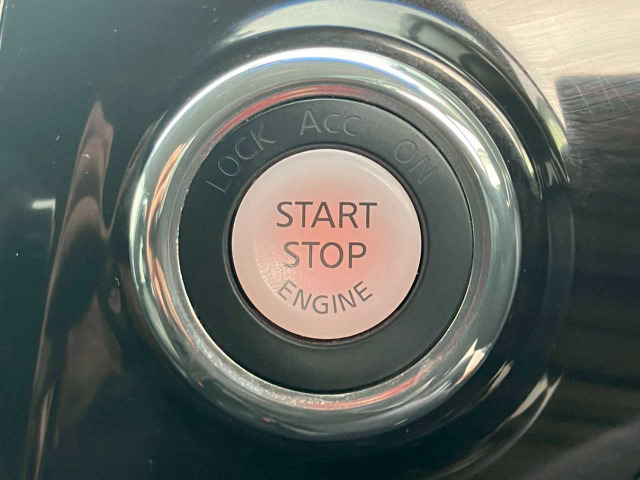 LOCK ACC ON
START
STOP
ENGINE